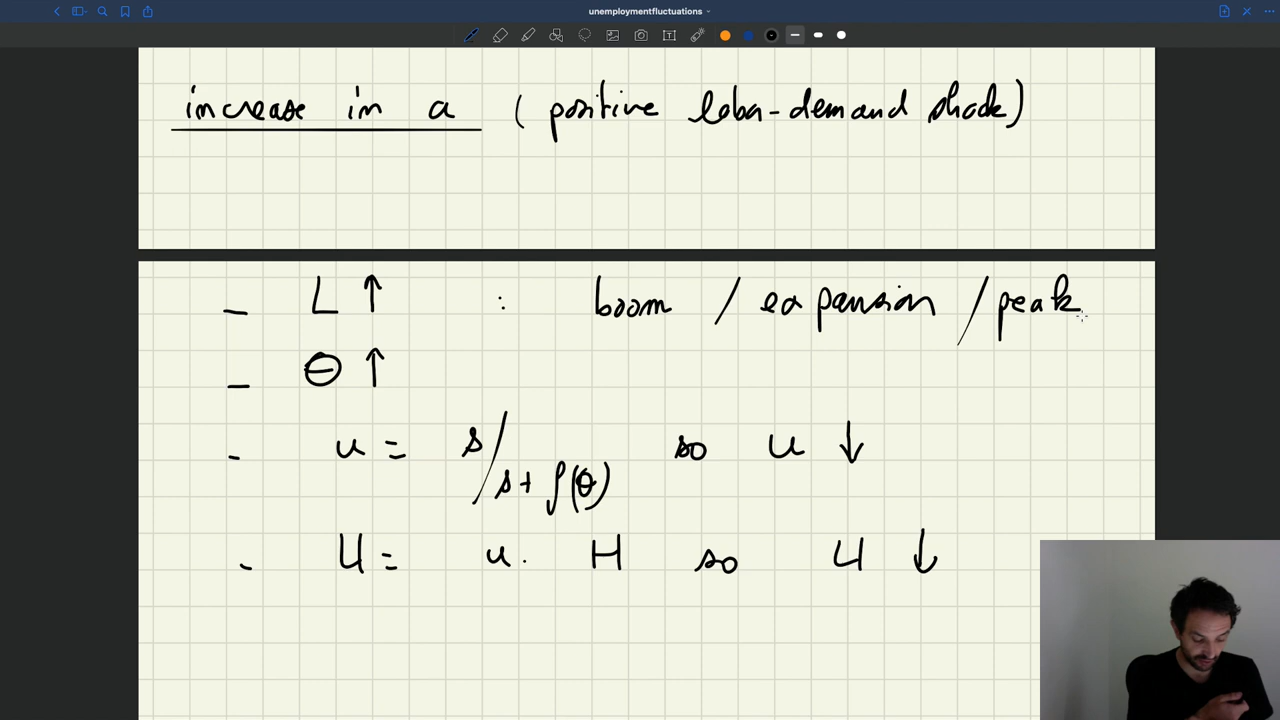 unemploymentfluctuations
increase in a (positive labor-demand shock)
- L ↑ : boom / expansion / peak
- θ ↑
- u = s/s+f(θ) so u ↓
- U = u. H so U ↓